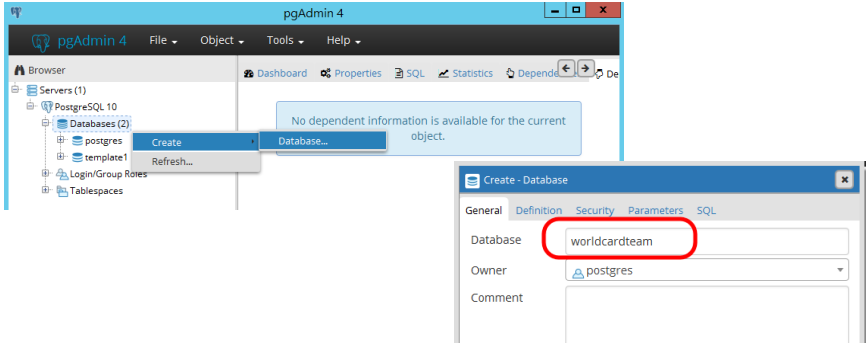 pgAdmin 4
pgAdmin 4 File Object Tools Help
Browser
Dashboard Properties SQL Statistics Depende De
Servers (1)
PostgreSQL 10
Databases (2)
postgres
template1
Login/Group Roles
Tablespaces
Create
Refresh...
Database...
No dependent information is available for the current
object.
Create - Database
General Definition Security Parameters SQL
Database worldcardteam
Owner postgres
Comment